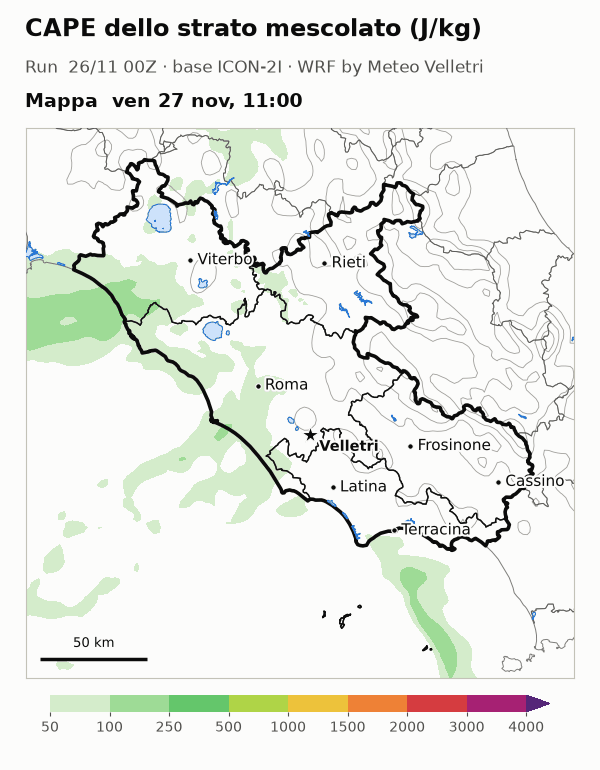 CAPE dello strato mescolato (J/kg)
Run  26/11 00Z · base ICON-2I · WRF by Meteo Velletri
Mappa  ven 27 nov, 11:00
Viterbo
Rieti
Roma
Velletri
Frosinone
Cassino
Latina
Terracina
50 km
50 100 250 500 1000 1500 2000 3000 4000